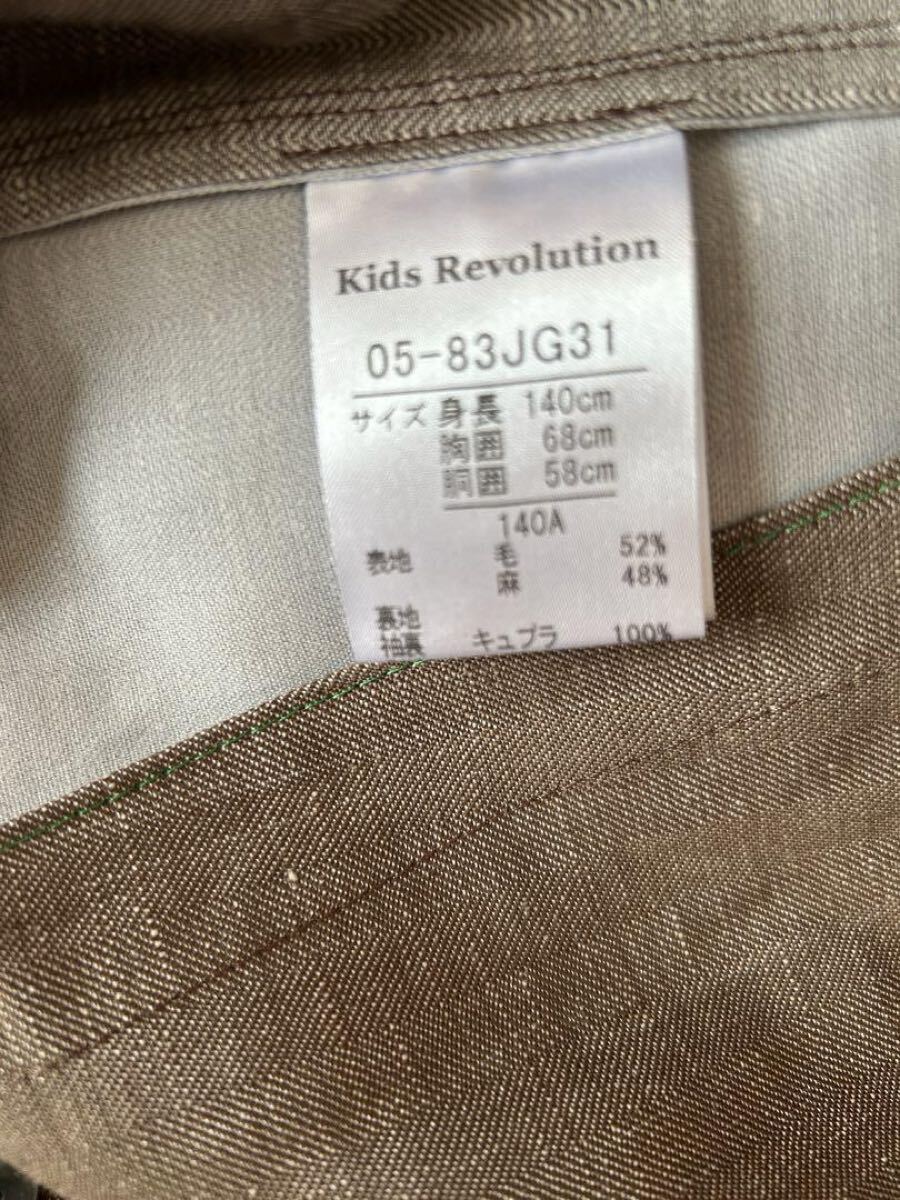 Kids Revolution
05-83JG31
サイズ 身長 140cm
胸囲 68cm
胴囲 58cm
140A
表地 毛 52%
麻 48%
裏地
袖裏 キュプラ 100%